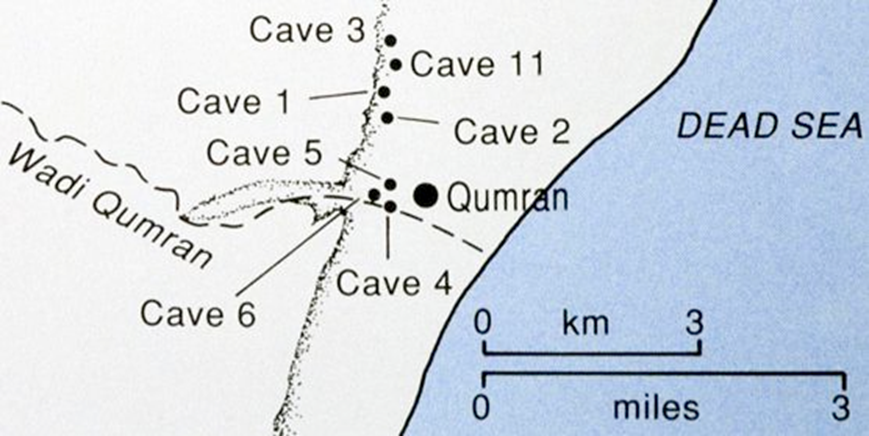 Cave 3
Cave 11
Cave 1
Cave 2
DEAD SEA
Cave 5
Wadi Qumran
Qumran
Cave 4
Cave 6
0 km 3
0 miles 3